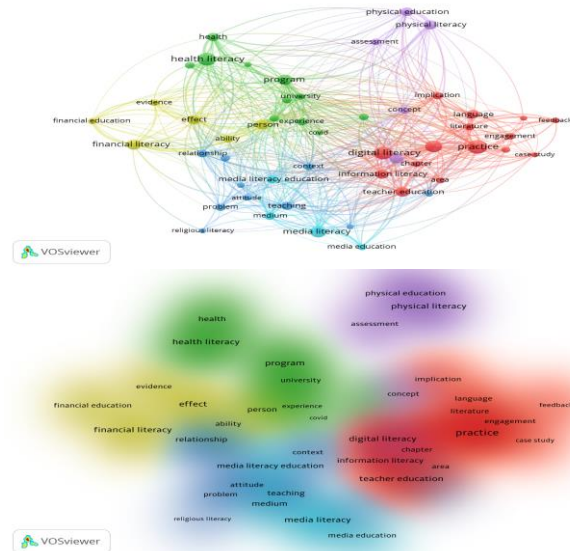 physical education
physical literacy
health
assessment
health literacy
program
implication
evidence
university
concept
language
financial education
effect
person
experience
literature
feedback
covid
engagement
financial literacy
ability
practice
relationship
digital literacy
case study
context
chapter
media literacy education
information literacy
area
attitude
teacher education
problem
teaching
medium
religious literacy
media literacy
media education
VOSviewer
physical education
physical literacy
health
assessment
health literacy
program
implication
evidence
university
concept
language
financial education
effect
person
experience
literature
feedback
covid
engagement
financial literacy
ability
practice
relationship
digital literacy
case study
context
chapter
media literacy education
information literacy
area
attitude
teacher education
problem
teaching
medium
religious literacy
media literacy
media education
VOSviewer